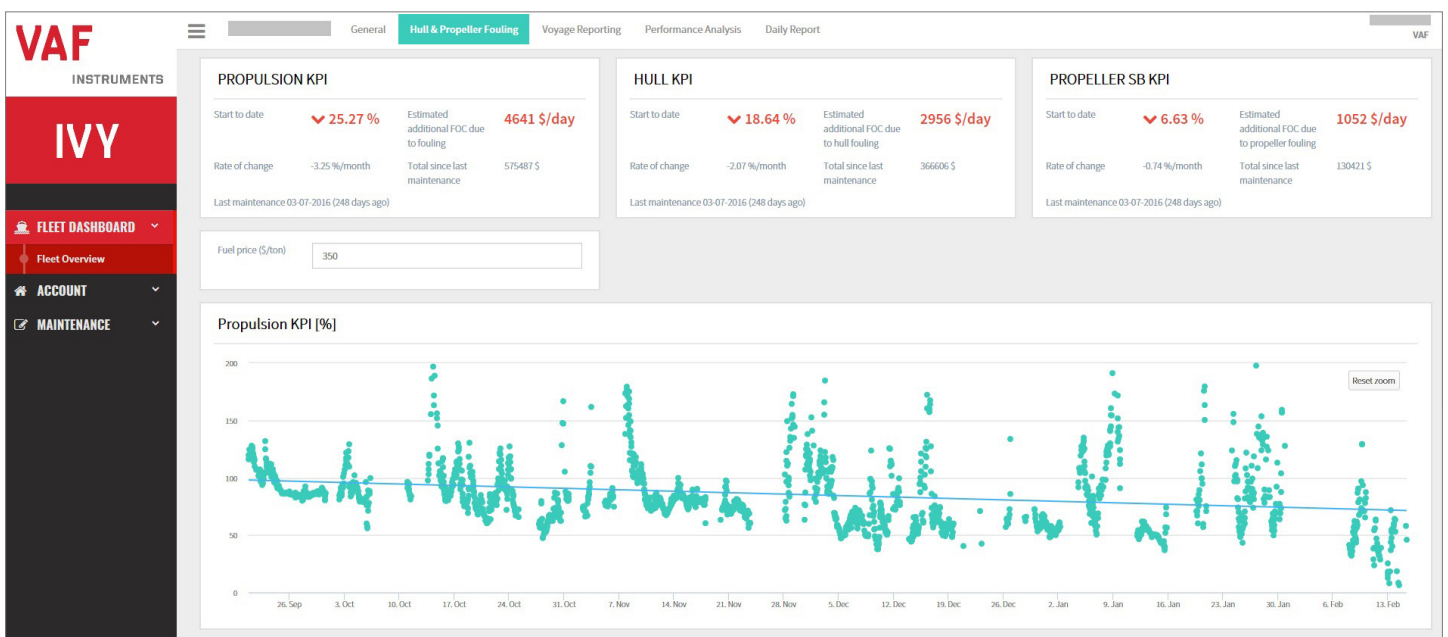 VAF
INSTRUMENTS
IVY
FLEET DASHBOARD
Fleet Overview
ACCOUNT
MAINTENANCE
General Hull & Propeller Fouling Voyage Reporting Performance Analysis Daily Report
VAF
PROPULSION KPI
Start to date 25.27 % Estimated additional FOC due to fouling 4641 $/day
Rate of change -3.25 %/month Total since last maintenance 575487 $
Last maintenance 03-07-2016 (248 days ago)
HULL KPI
Start to date 18.64 % Estimated additional FOC due to hull fouling 2956 $/day
Rate of change -2.07 %/month Total since last maintenance 366606 $
Last maintenance 03-07-2016 (248 days ago)
PROPELLER SB KPI
Start to date 6.63 % Estimated additional FOC due to propeller fouling 1052 $/day
Rate of change -0.74 %/month Total since last maintenance 130421 $
Last maintenance 03-07-2016 (248 days ago)
Fuel price ($/ton) 350
Propulsion KPI [%]
Reset zoom
200
150
100
50
0
26. Sep 3. Oct 10. Oct 17. Oct 24. Oct 31. Oct 7. Nov 14. Nov 21. Nov 28. Nov 5. Dec 12. Dec 19. Dec 26. Dec 2. Jan 9. Jan 16. Jan 23. Jan 30. Jan 6. Feb 13. Feb